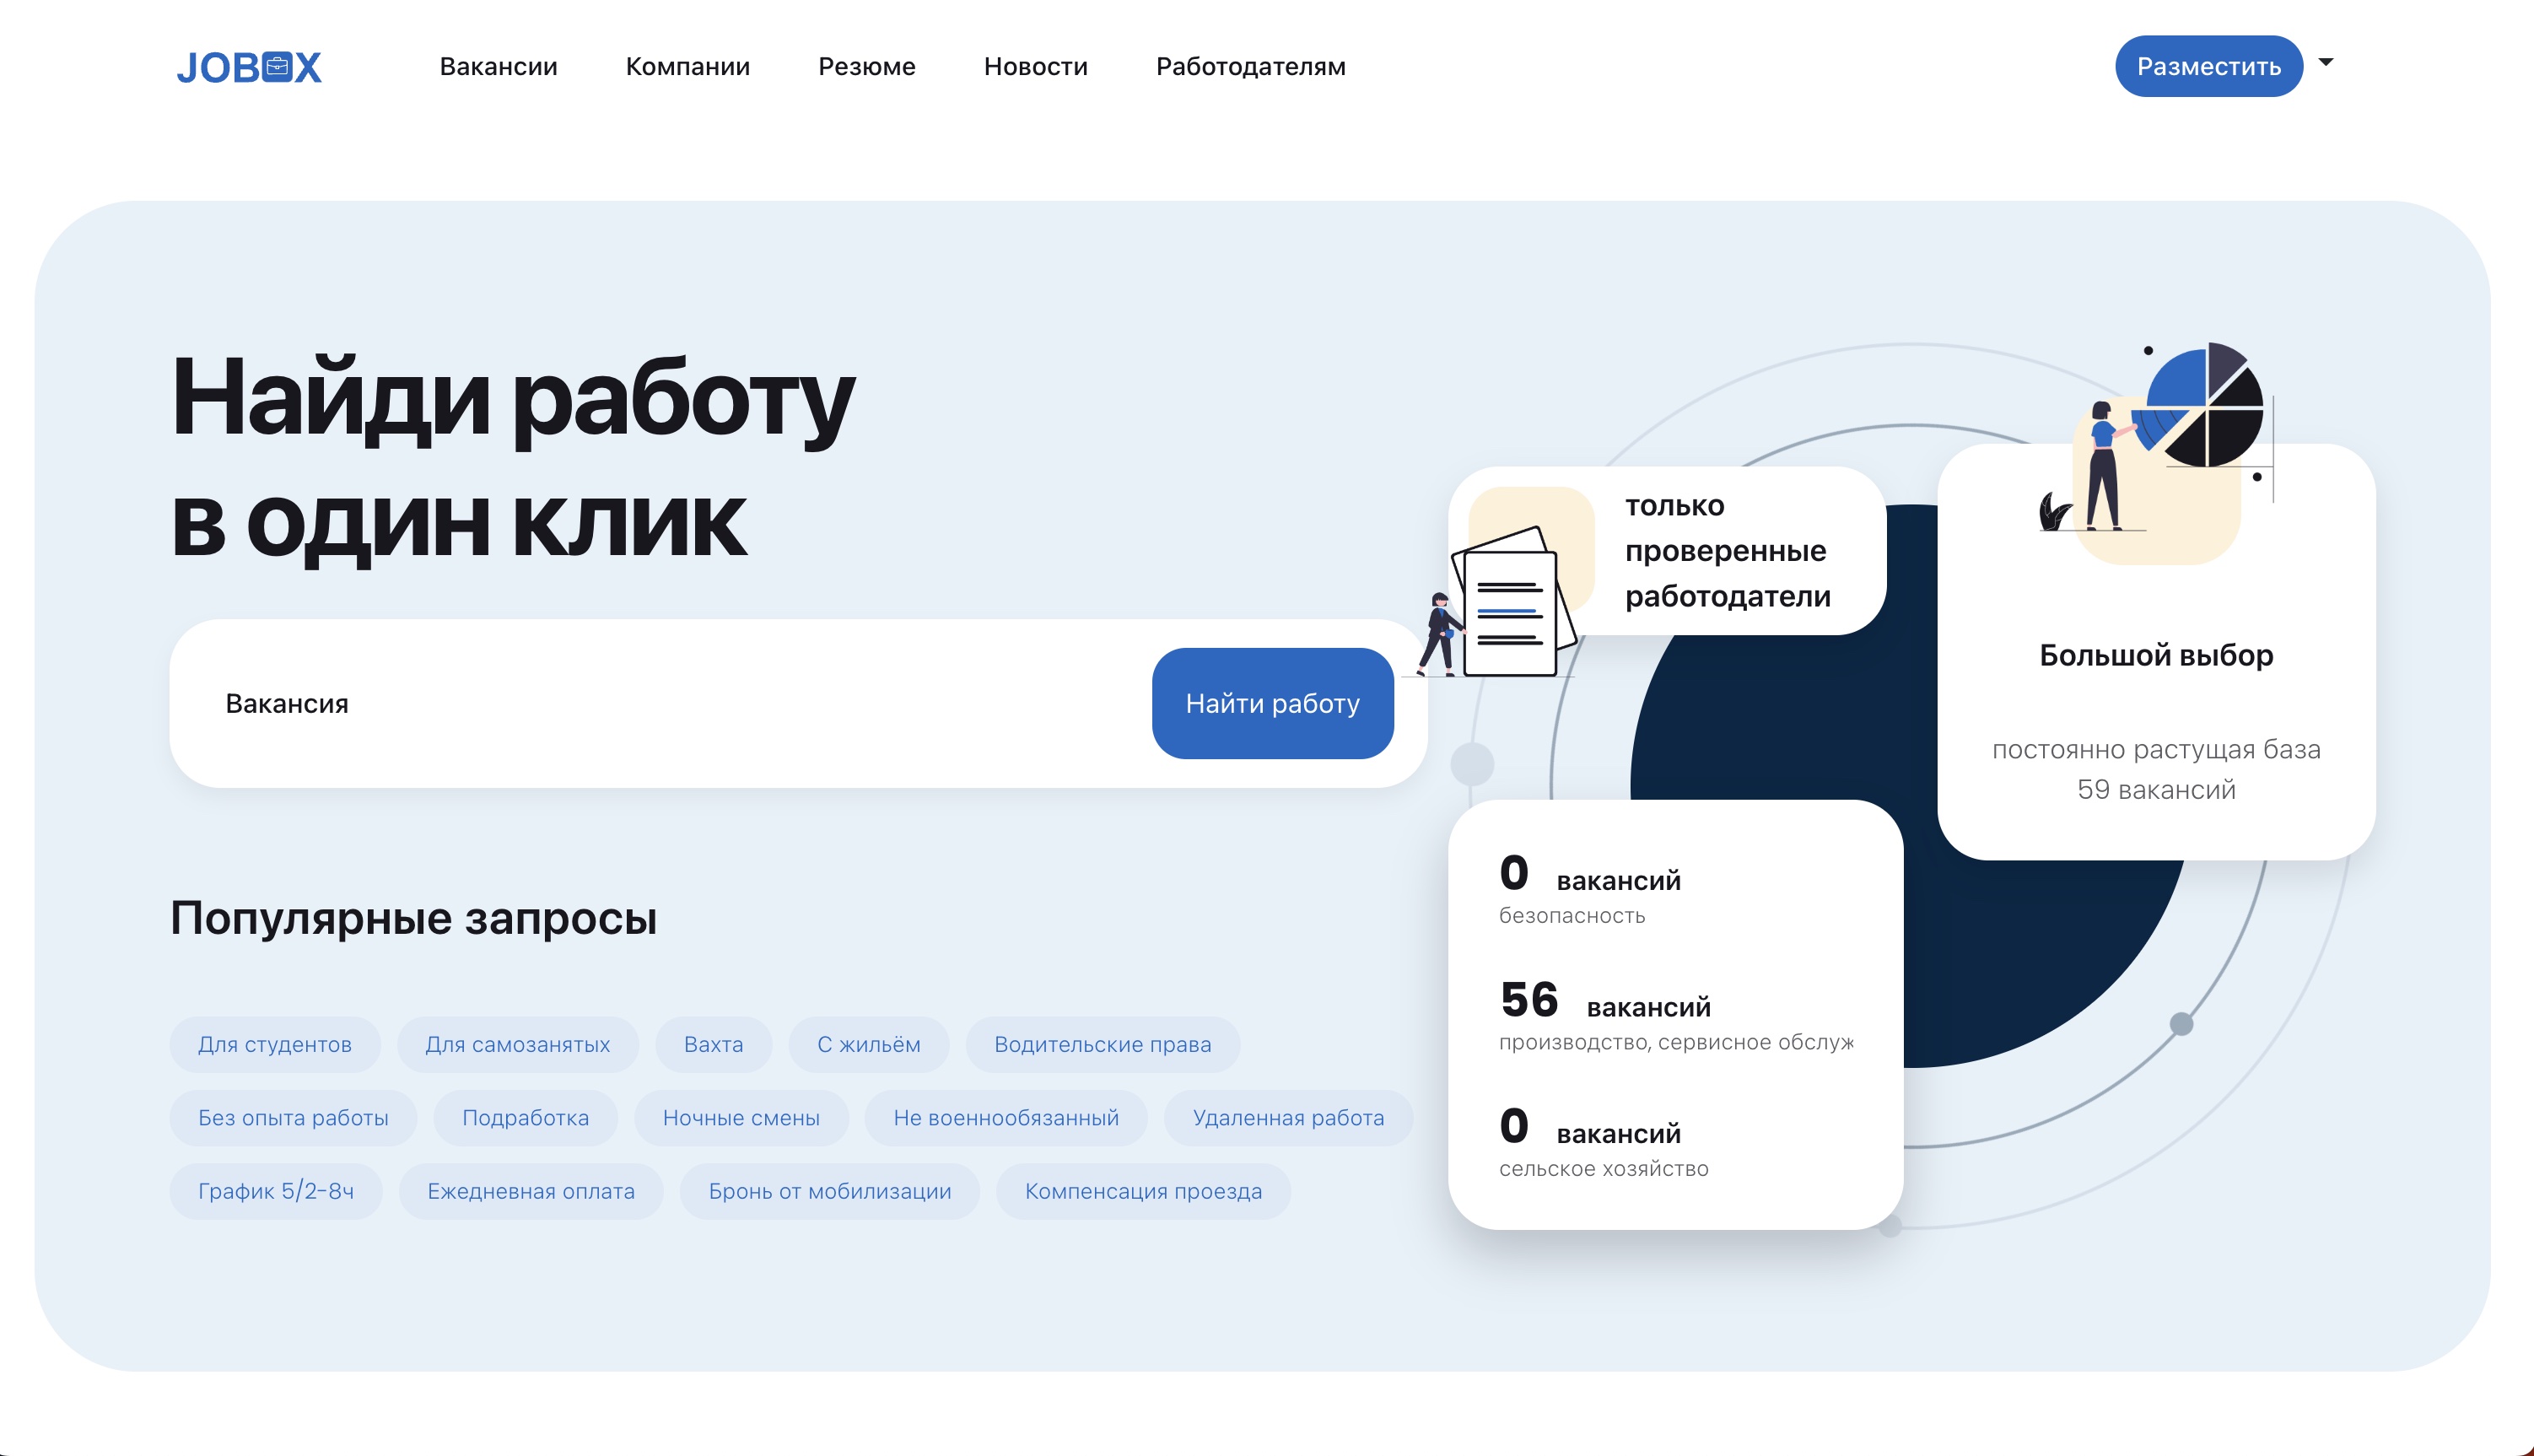 JOBOX
Вакансии
Компании
Резюме
Новости
Работодателям
Разместить
Найди работу
в один клик
Вакансия
Найти работу
Популярные запросы
Для студентов
Для самозанятых
Вахта
С жильём
Водительские права
Без опыта работы
Подработка
Ночные смены
Не военнообязанный
Удаленная работа
График 5/2-8ч
Ежедневная оплата
Бронь от мобилизации
Компенсация проезда
только
проверенные
работодатели
Большой выбор
постоянно растущая база
59 вакансий
0 вакансий
безопасность
56 вакансий
производство, сервисное обслуж
0 вакансий
сельское хозяйство